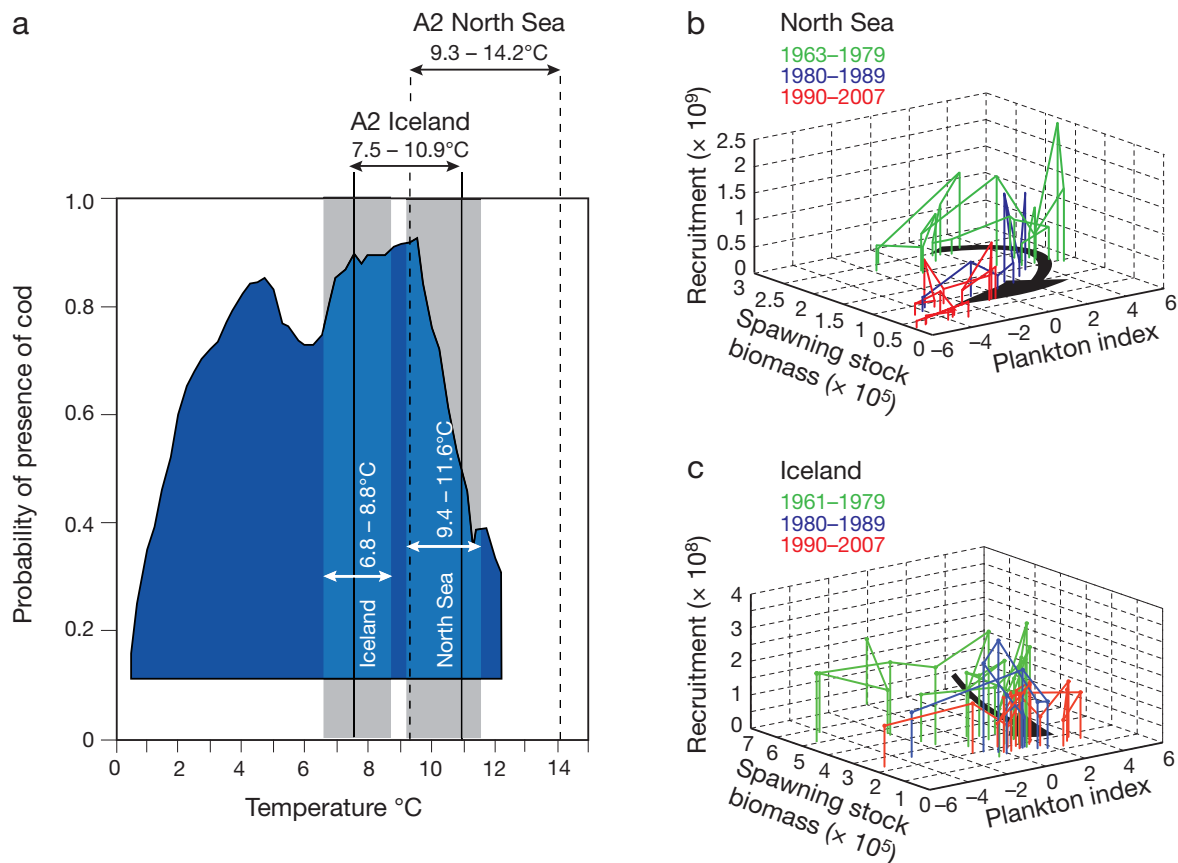 a
A2 North Sea
9.3 – 14.2°C
A2 Iceland
7.5 – 10.9°C
Probability of presence of cod
1.0
0.8
0.6
0.4
0.2
0
6.8 – 8.8°C
Iceland
9.4 – 11.6°C
North Sea
0 2 4 6 8 10 12 14
Temperature °C
b North Sea
1963–1979
1980–1989
1990–2007
Recruitment (× 10⁹)
2.5
2
1.5
1
0.5
0
3 2.5 2 1.5 1 0.5 0
Spawning stock
biomass (× 10⁵)
–6 –4 –2 0 2 4 6
Plankton index
c Iceland
1961–1979
1980–1989
1990–2007
Recruitment (× 10⁸)
4
3
2
1
0
7 6 5 4 3 2 1 0
Spawning stock
biomass (× 10⁵)
–6 –4 –2 0 2 4 6
Plankton index